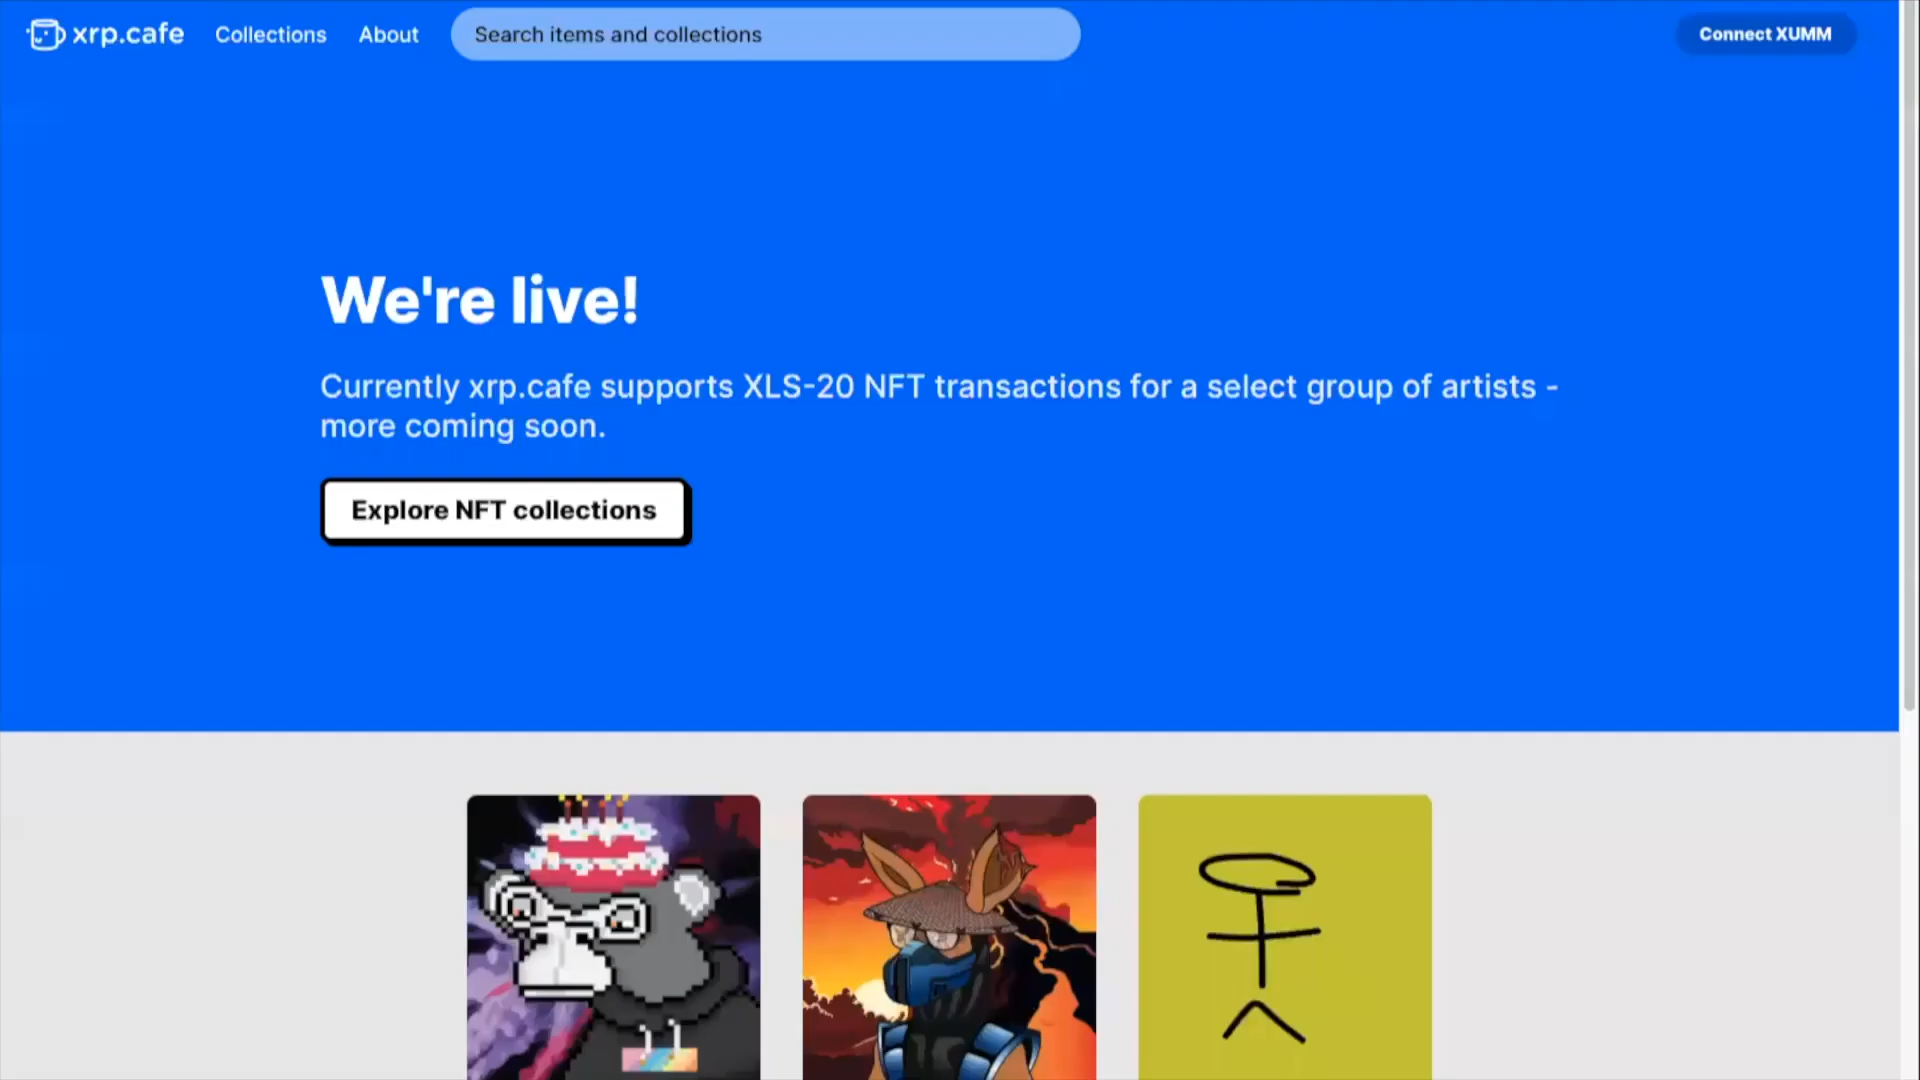 xrp.cafe
Collections
About
Search items and collections
Connect XUMM
We're live!
Currently xrp.cafe supports XLS-20 NFT transactions for a select group of artists -
more coming soon.
Explore NFT collections